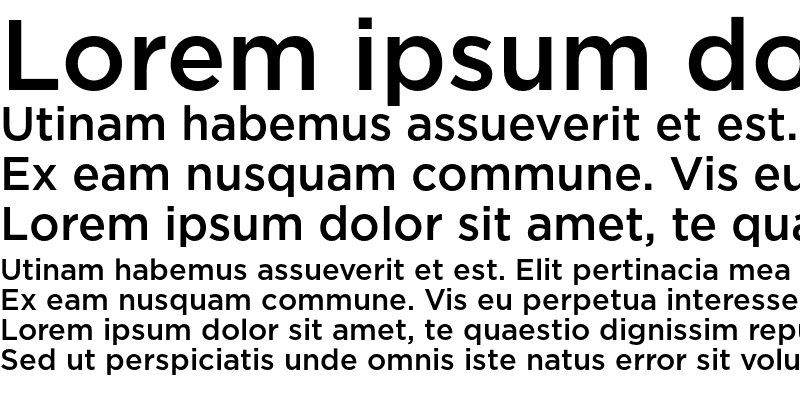 Lorem ipsum do
Utinam habemus assueverit et est.
Ex eam nusquam commune. Vis eu
Lorem ipsum dolor sit amet, te qua
Utinam habemus assueverit et est. Elit pertinacia mea
Ex eam nusquam commune. Vis eu perpetua interesse
Lorem ipsum dolor sit amet, te quaestio dignissim repu
Sed ut perspiciatis unde omnis iste natus error sit volu